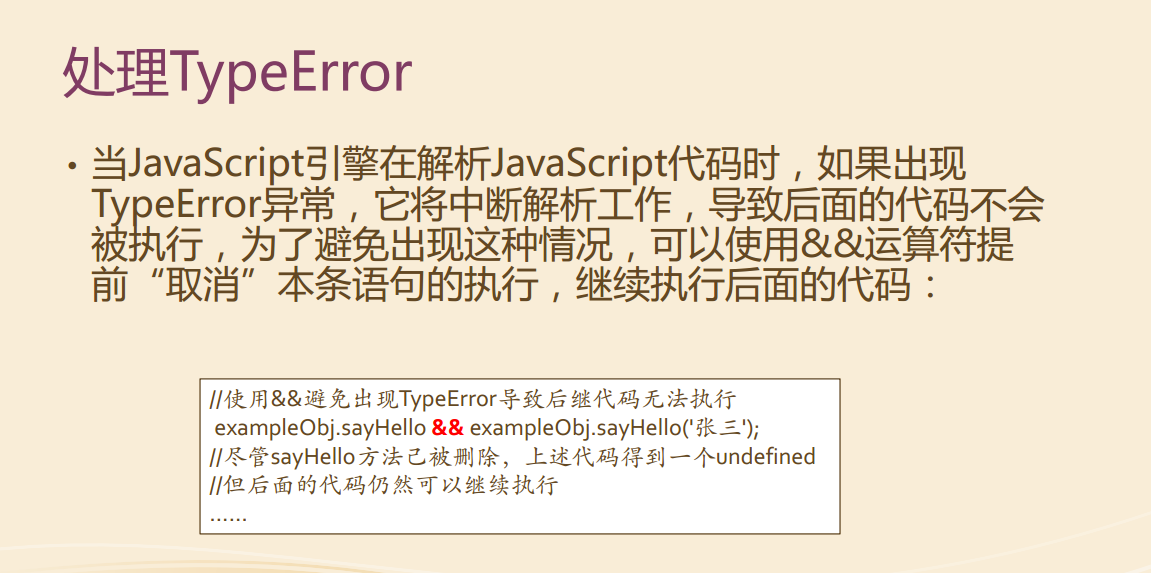 处理TypeError
• 当JavaScript引擎在解析JavaScript代码时，如果出现
TypeError异常，它将中断解析工作，导致后面的代码不会
被执行，为了避免出现这种情况，可以使用&&运算符提
前“取消”本条语句的执行，继续执行后面的代码：
//使用&&避免出现TypeError导致后继代码无法执行
exampleObj.sayHello && exampleObj.sayHello('张三');
//尽管sayHello方法已被删除，上述代码得到一个undefined
//但后面的代码仍然可以继续执行
……